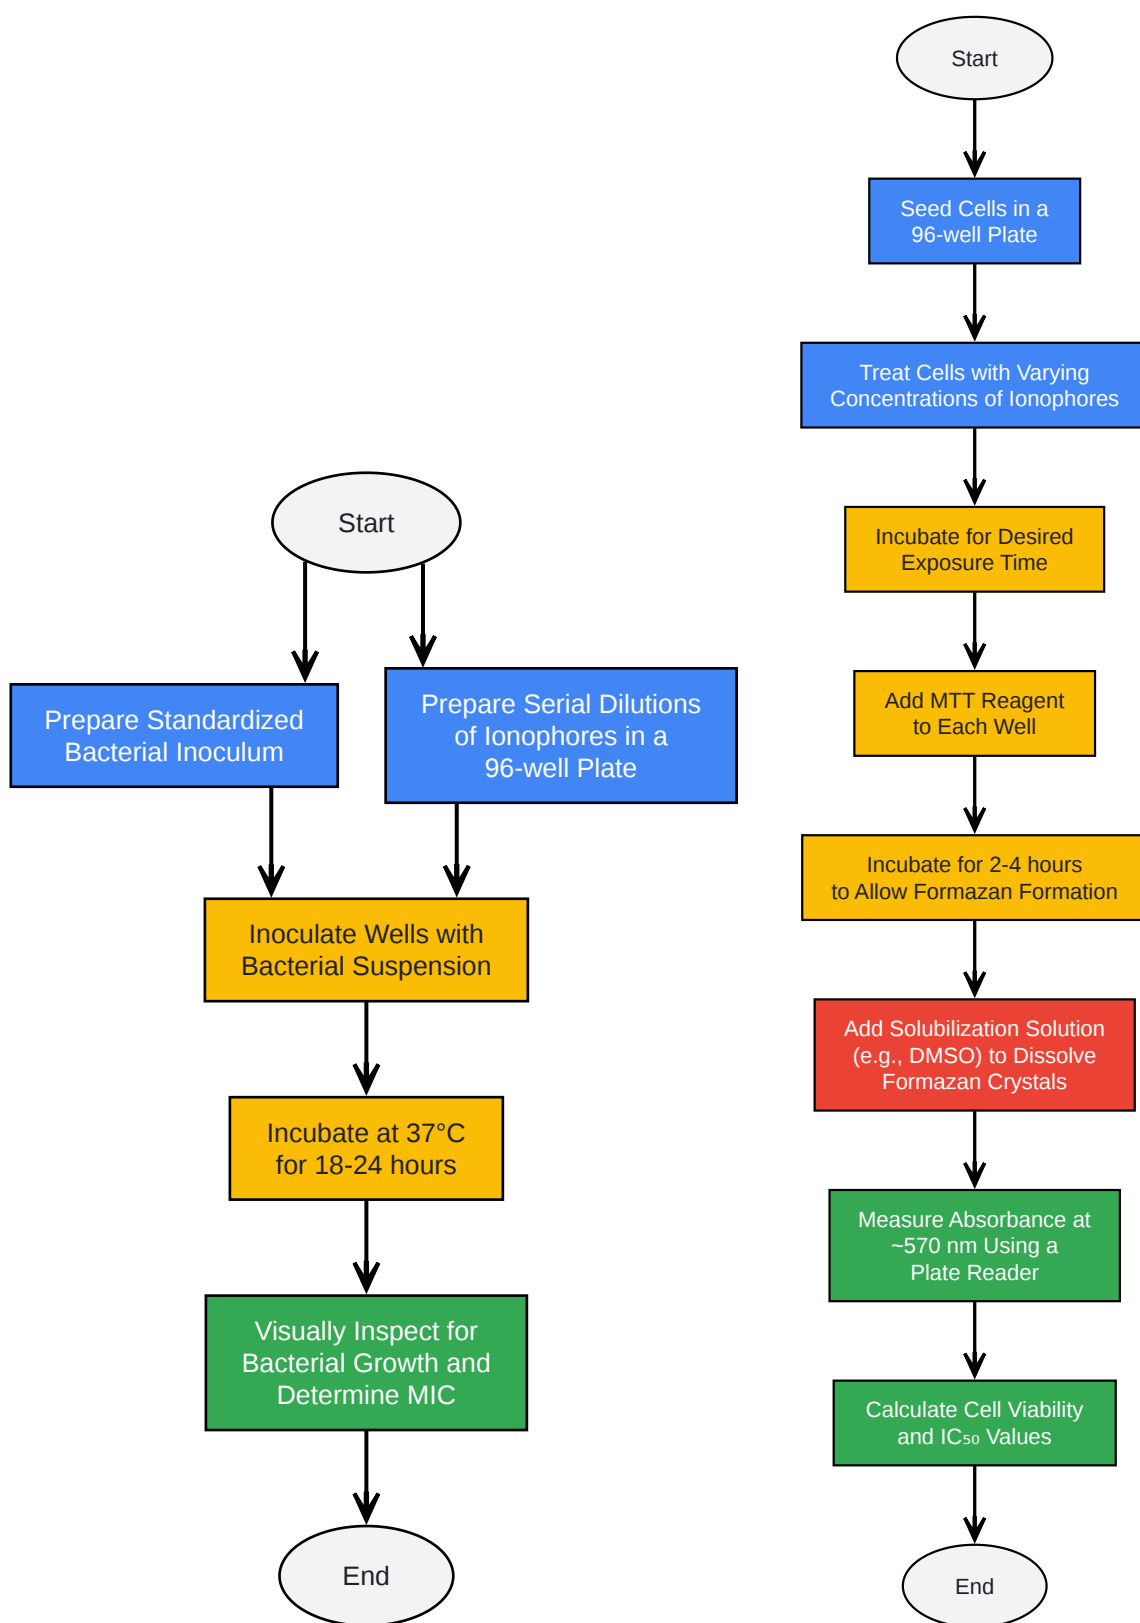 Start
Prepare Standardized
Bacterial Inoculum
Prepare Serial Dilutions
of Ionophores in a
96-well Plate
Inoculate Wells with
Bacterial Suspension
Incubate at 37°C
for 18-24 hours
Visually Inspect for
Bacterial Growth and
Determine MIC
End
Start
Seed Cells in a
96-well Plate
Treat Cells with Varying
Concentrations of Ionophores
Incubate for Desired
Exposure Time
Add MTT Reagent
to Each Well
Incubate for 2-4 hours
to Allow Formazan Formation
Add Solubilization Solution
(e.g., DMSO) to Dissolve
Formazan Crystals
Measure Absorbance at
~570 nm Using a
Plate Reader
Calculate Cell Viability
and IC₅₀ Values
End